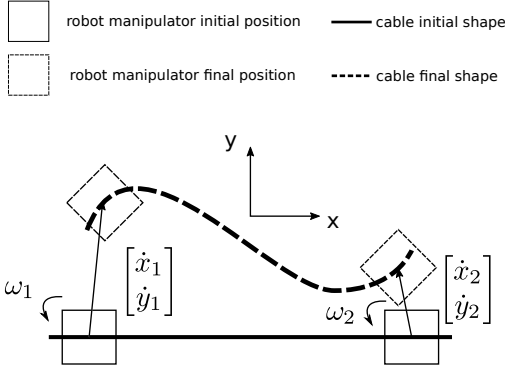 robot manipulator initial position
cable initial shape
robot manipulator final position
cable final shape
y
x
ω₁
ẋ₁
ẏ₁
ω₂
ẋ₂
ẏ₂